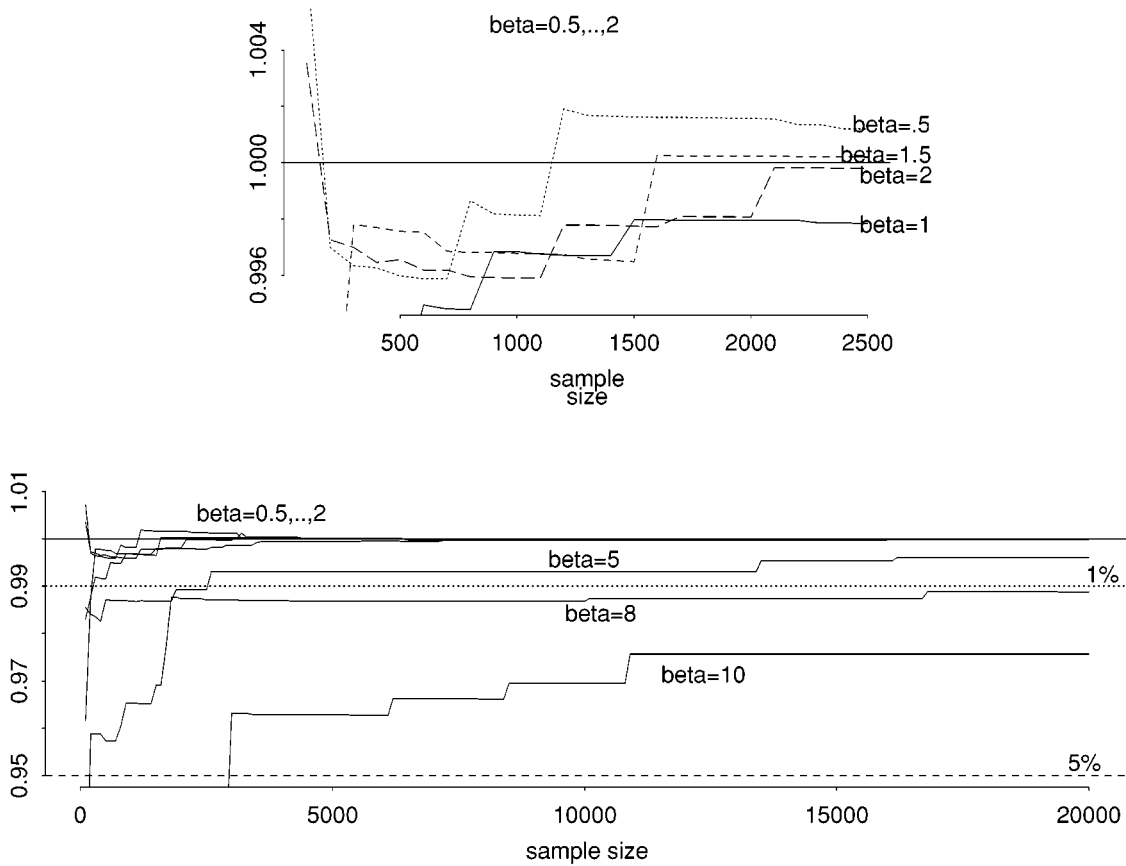 beta=0.5,..,2
1.004
1.000
0.996
beta=.5
beta=1.5
beta=2
beta=1
500 1000 1500 2000 2500
sample
size
1.01
0.99
0.97
0.95
beta=0.5,..,2
beta=5
1%
beta=8
beta=10
5%
0 5000 10000 15000 20000
sample size